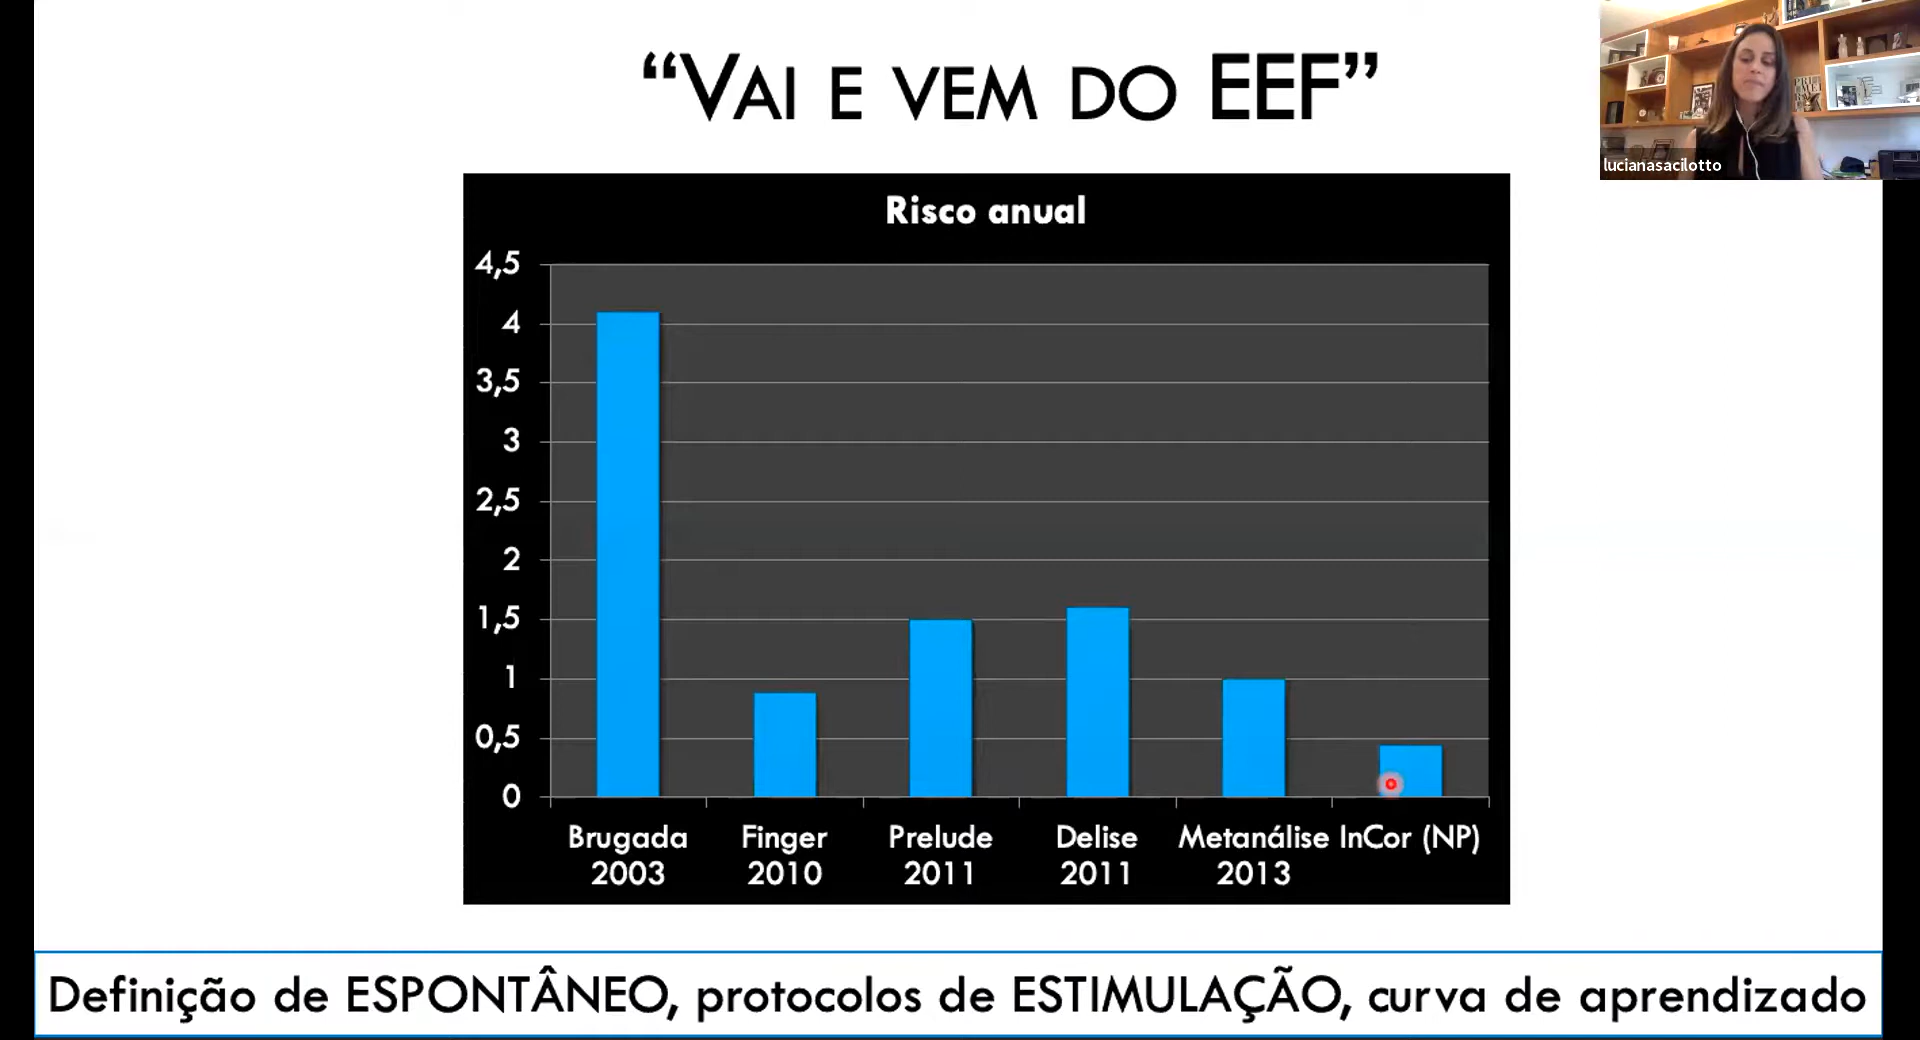 “VAI E VEM DO EEF”
lucianasacilotto
Risco anual
4,5
4
3,5
3
2,5
2
1,5
1
0,5
0
Brugada 2003
Finger 2010
Prelude 2011
Delise 2011
Metanálise 2013
InCor (NP)
Definição de ESPONTÂNEO, protocolos de ESTIMULAÇÃO, curva de aprendizado